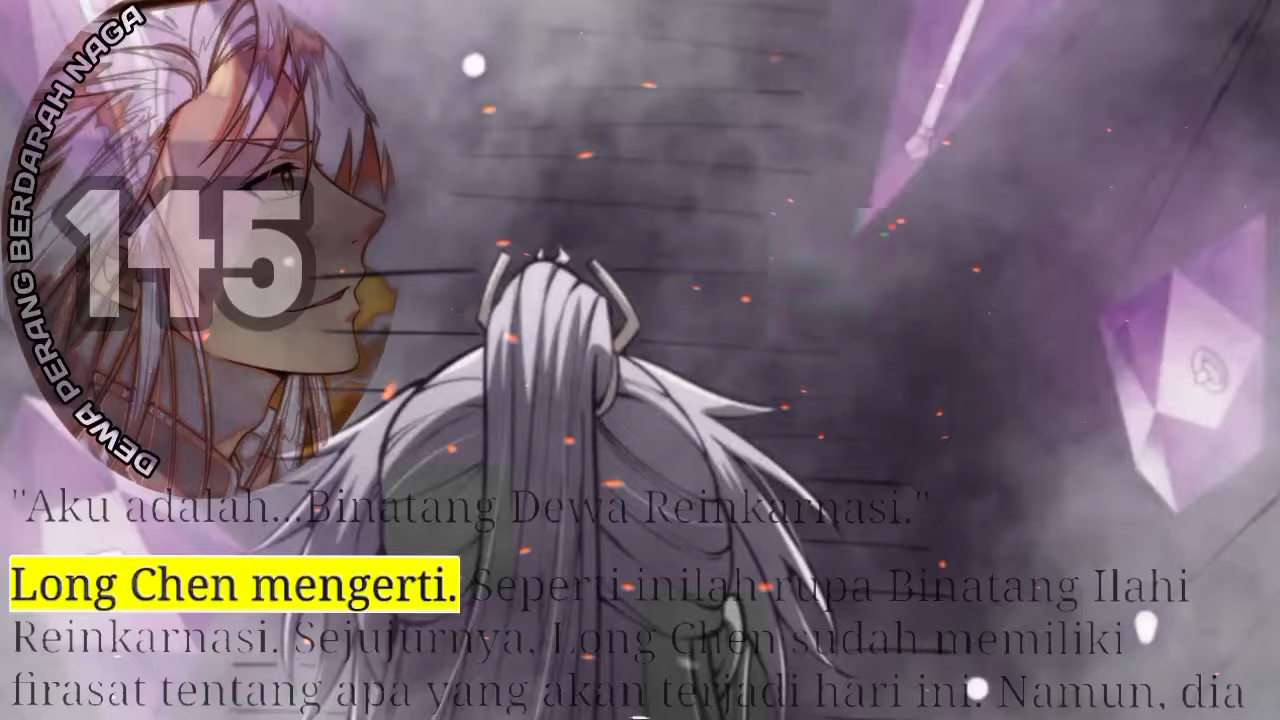 DEWA PERANG BERDARAH NAGA
145
"Aku adalah...Binatang Dewa Reinkarnasi."
Long Chen mengerti. Seperti inilah rupa Binatang Ilahi
Reinkarnasi. Sejujurnya, Long Chen sudah memiliki
firasat tentang apa yang akan terjadi hari ini. Namun, dia